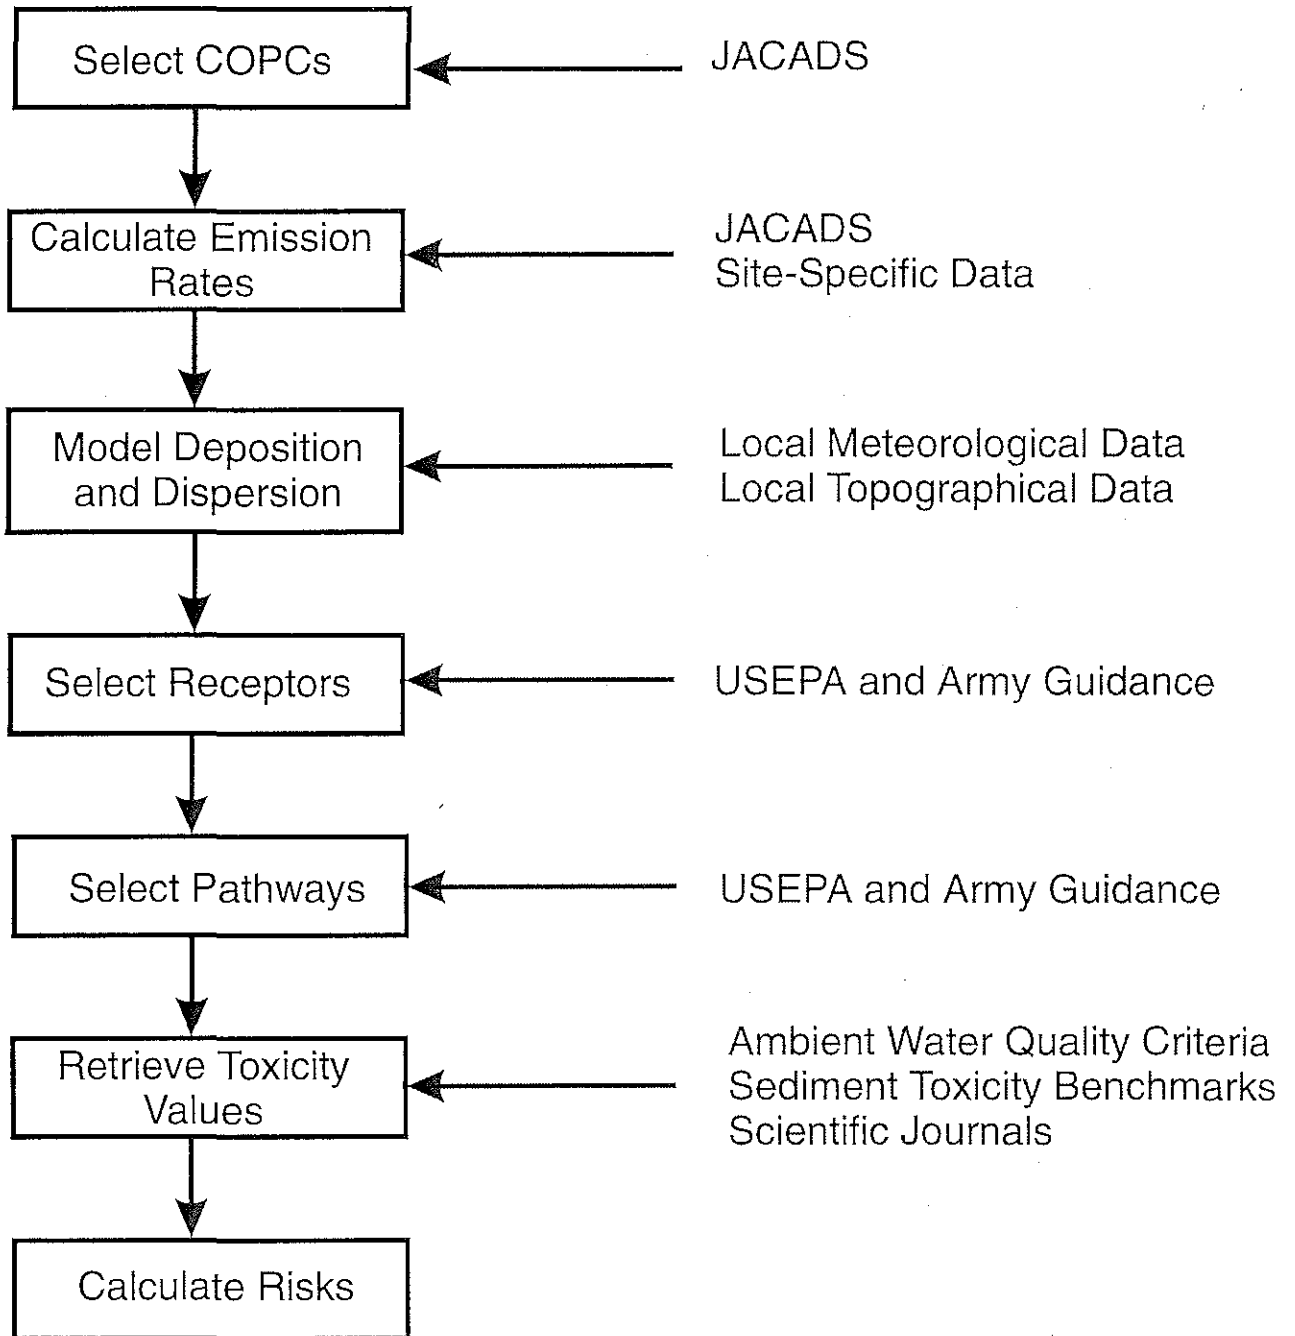 Select COPCs
JACADS
Calculate Emission
Rates
JACADS
Site-Specific Data
Model Deposition
and Dispersion
Local Meteorological Data
Local Topographical Data
Select Receptors
USEPA and Army Guidance
Select Pathways
USEPA and Army Guidance
Retrieve Toxicity
Values
Ambient Water Quality Criteria
Sediment Toxicity Benchmarks
Scientific Journals
Calculate Risks